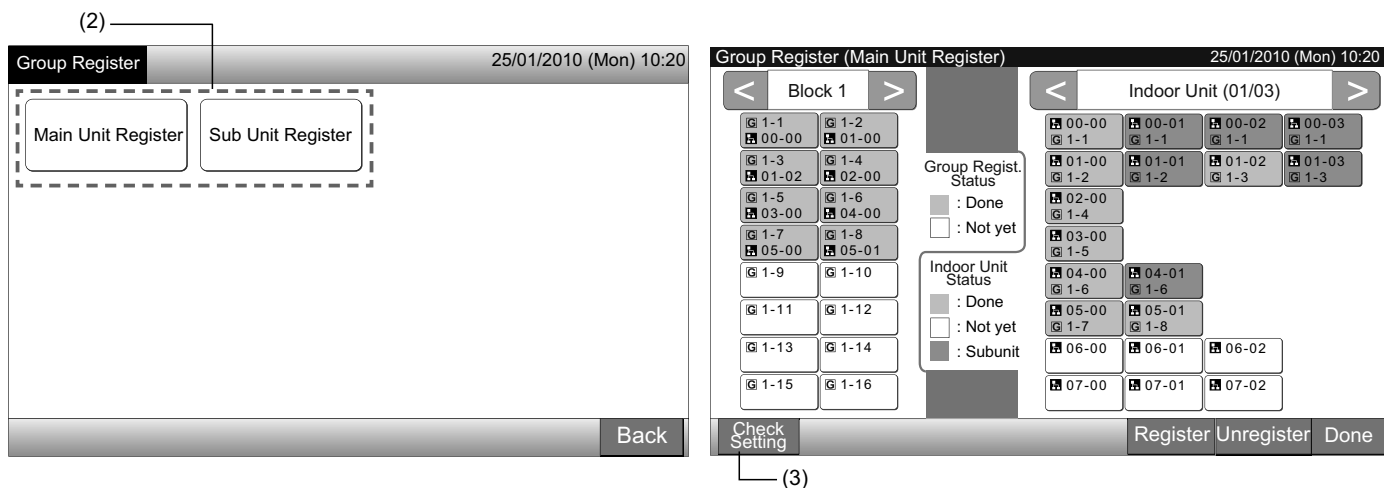 (2)
Group Register
25/01/2010 (Mon) 10:20
Main Unit Register
Sub Unit Register
Back
Group Register (Main Unit Register)
25/01/2010 (Mon) 10:20
<
Block 1
>
G 1-1
00-00
G 1-2
01-00
G 1-3
01-02
G 1-4
02-00
G 1-5
03-00
G 1-6
04-00
G 1-7
05-00
G 1-8
05-01
G 1-9
G 1-10
G 1-11
G 1-12
G 1-13
G 1-14
G 1-15
G 1-16
Group Regist.
Status
: Done
: Not yet
Indoor Unit
Status
: Done
: Not yet
: Subunit
<
Indoor Unit (01/03)
>
00-00
G 1-1
00-01
G 1-1
00-02
G 1-1
00-03
G 1-1
01-00
G 1-2
01-01
G 1-2
01-02
G 1-3
01-03
G 1-3
02-00
G 1-4
03-00
G 1-5
04-00
G 1-6
04-01
G 1-6
05-00
G 1-7
05-01
G 1-8
06-00
06-01
06-02
07-00
07-01
07-02
Check
Setting
Register
Unregister
Done
(3)